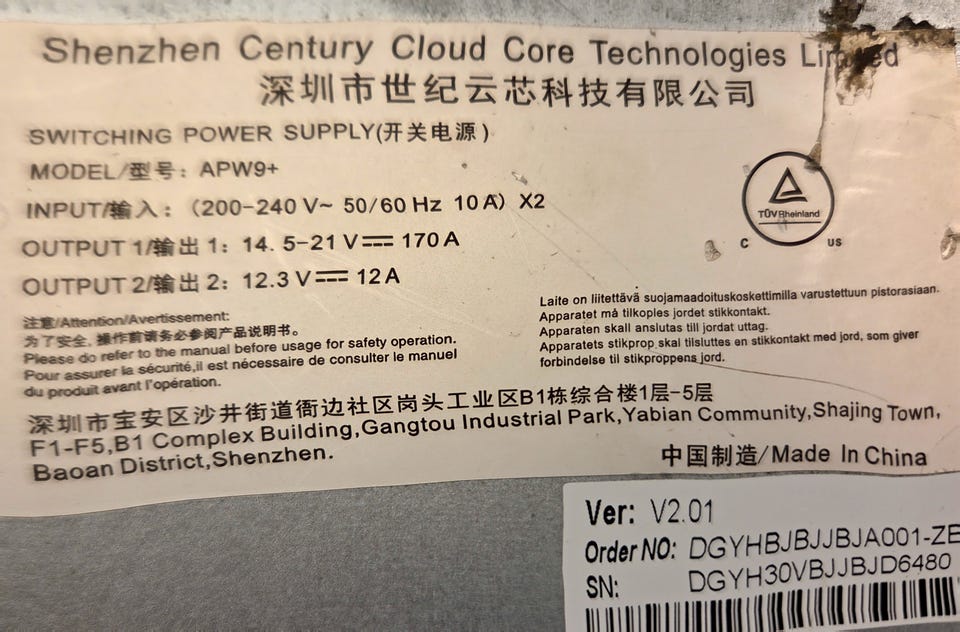 Shenzhen Century Cloud Core Technologies Limited
深圳市世纪云芯科技有限公司
SWITCHING POWER SUPPLY(开关电源)
MODEL/型号: APW9+
INPUT/输入: (200-240 V~ 50/60 Hz 10 A) X2
OUTPUT 1/输出 1: 14. 5-21 V⎓ 170 A
OUTPUT 2/输出 2: 12.3 V⎓ 12 A
TÜVRheinland
C US
注意/Attention/Avertissement:
为了安全, 操作前请务必参阅产品说明书。
Please do refer to the manual before usage for safety operation.
Pour assurer la sécurité,il est nécessaire de consulter le manuel
du produit avant l'opération.
Laite on liitettävä suojamaadoituskoskettimilla varustettuun pistorasiaan.
Apparatet må tilkoples jordet stikkontakt.
Apparaten skall anslutas till jordat uttag.
Apparatets stikprop skal tilsluttes en stikkontakt med jord, som giver
forbindelse til stikproppens jord.
深圳市宝安区沙井街道衙边社区岗头工业区B1栋综合楼1层-5层
F1-F5,B1 Complex Building,Gangtou Industrial Park,Yabian Community,Shajing Town,
Baoan District,Shenzhen.
中国制造/Made In China
Ver: V2.01
Order NO: DGYHBJBJJBJA001-ZE
SN: DGYH30VBJJBJD6480